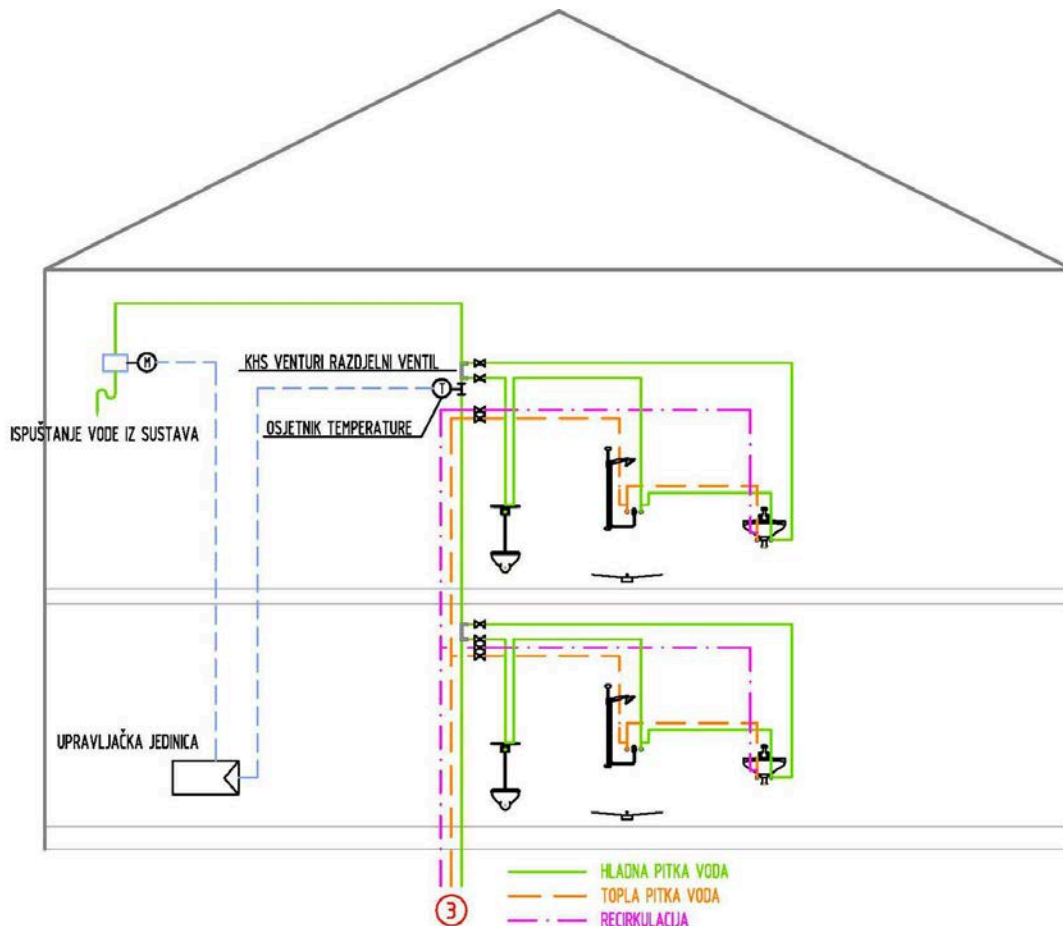 KHS VENTURI RAZDJELNI VENTIL
M
T
OSJETNIK TEMPERATURE
ISPUŠTANJE VODE IZ SUSTAVA
UPRAVLJAČKA JEDINICA
HLADNA PITKA VODA
TOPLA PITKA VODA
RECIRKULACIJA
3